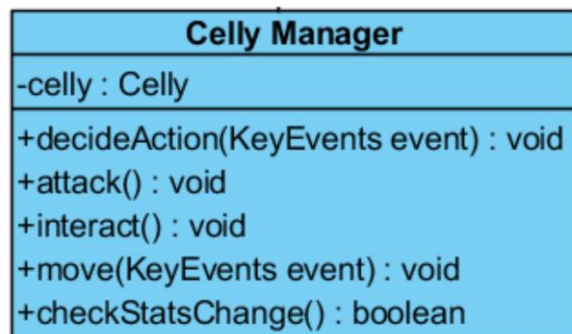 Celly Manager
-celly : Celly
+decideAction(KeyEvents event) : void
+attack() : void
+interact() : void
+move(KeyEvents event) : void
+checkStatsChange() : boolean